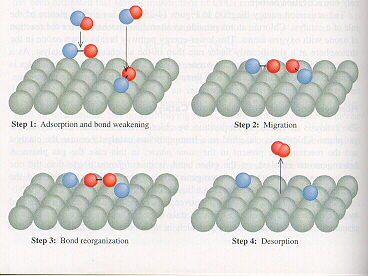 Step 1: Adsorption and bond weakening
Step 2: Migration
Step 3: Bond reorganization
Step 4: Desorption